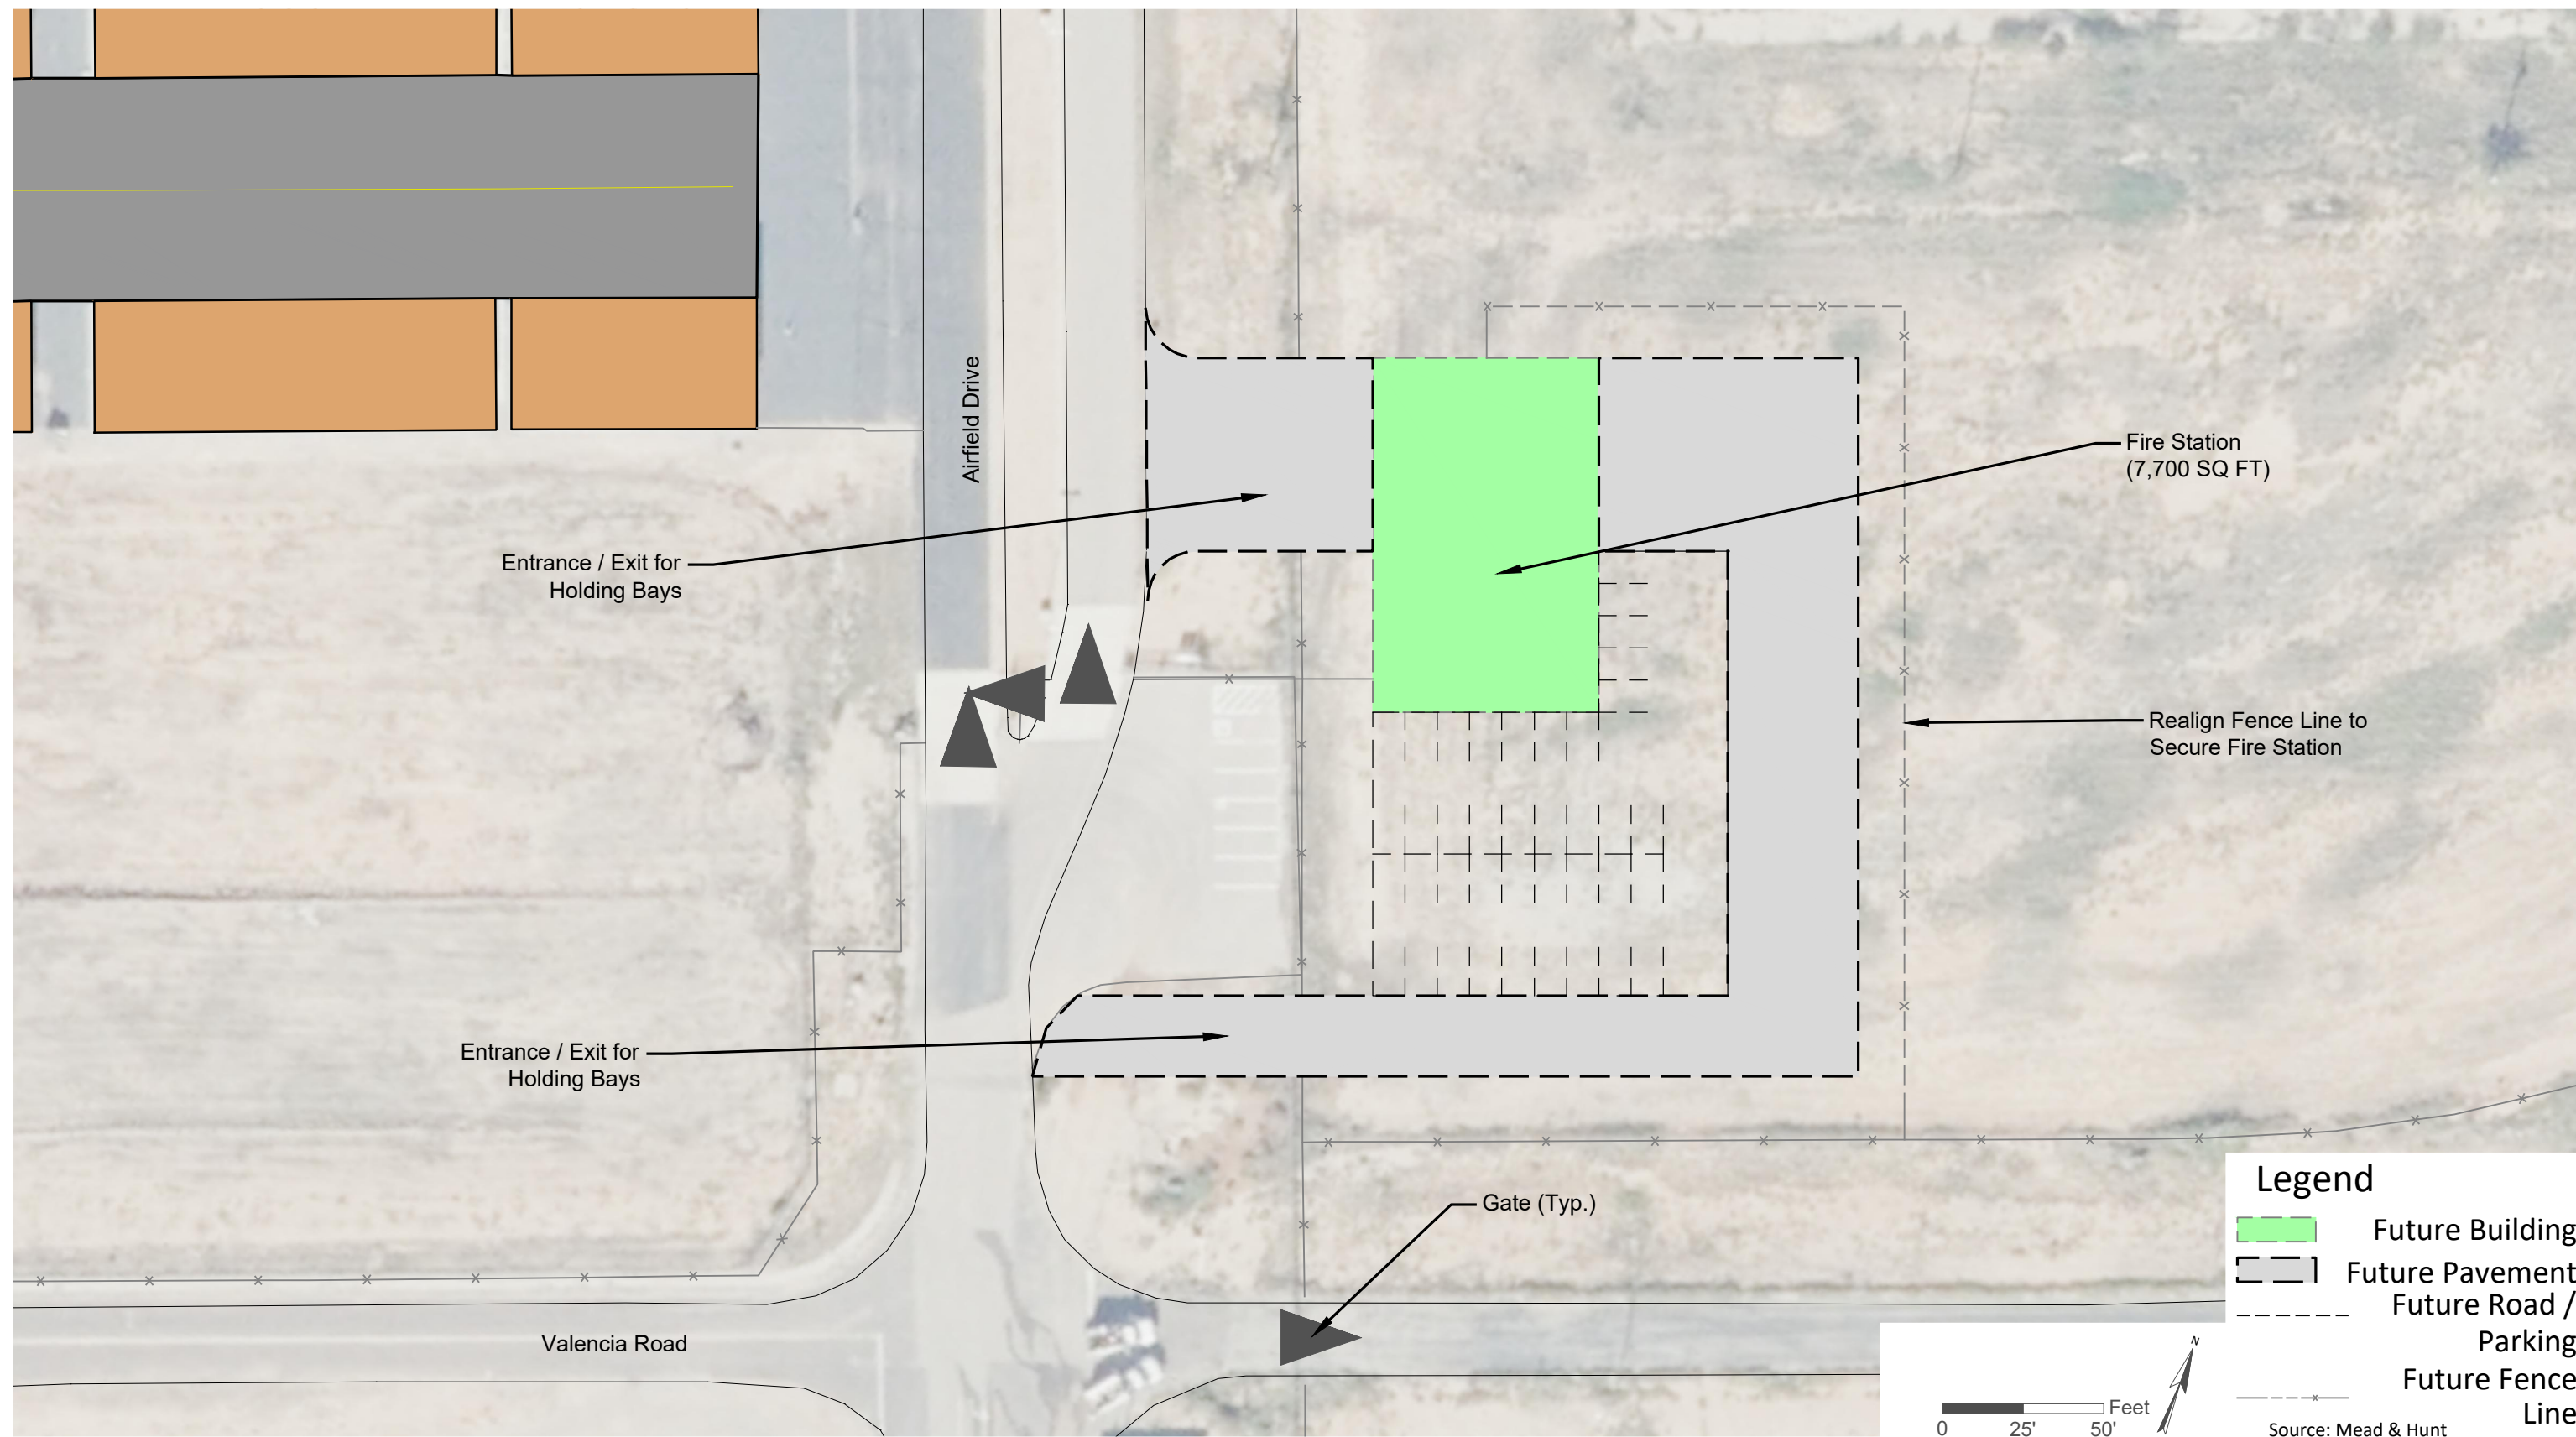 Airfield Drive
Fire Station
(7,700 SQ FT)
Entrance / Exit for
Holding Bays
Realign Fence Line to
Secure Fire Station
Entrance / Exit for
Holding Bays
Gate (Typ.)
Valencia Road
Legend
Future Building
Future Pavement
Future Road /
Parking
Future Fence
Line
N
Feet
0 25' 50'
Source: Mead & Hunt